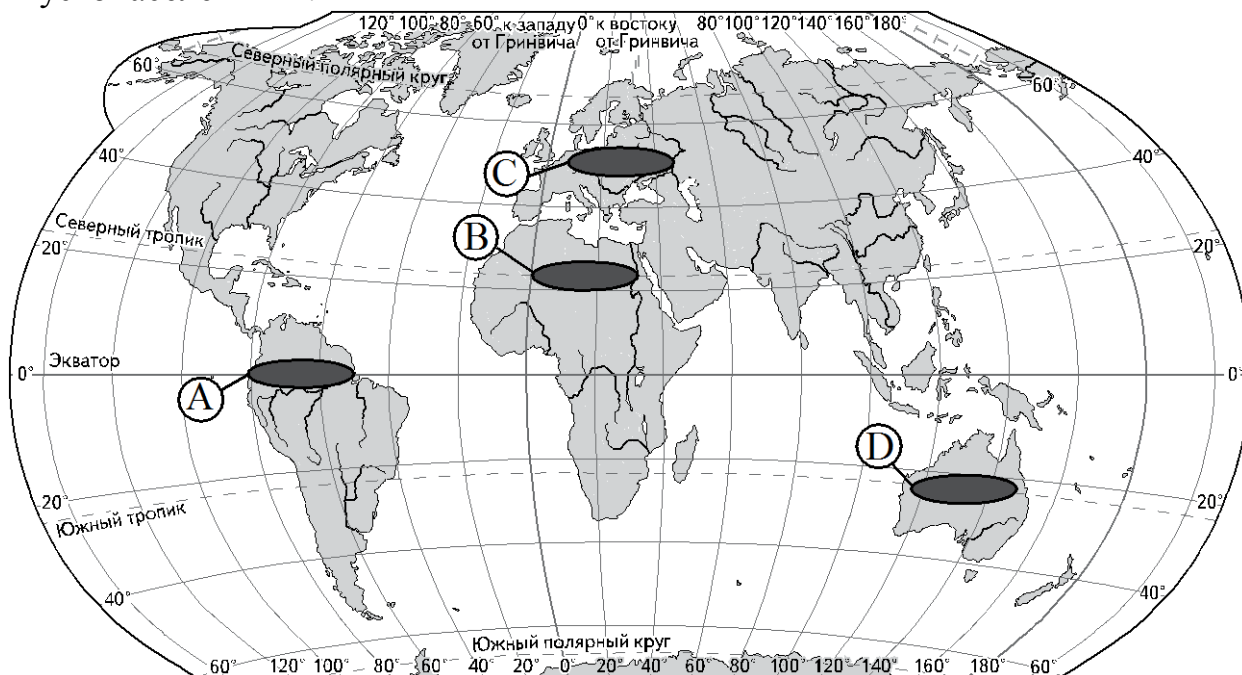 120° 100° 80° 60° к западу 0° к востоку 80° 100° 120° 140° 160° 180°
от Гринвича от Гринвича
60° Северный полярный круг 60°
40° C 40°
Северный тропик B
20° 20°
Экватор
0° 0°
A
D
20° 20°
Южный тропик
40° 40°
Южный полярный круг
60° 120° 100° 80° 60° 40° 20° 0° 20° 40° 60° 80° 100° 120° 140° 160° 180° 60°